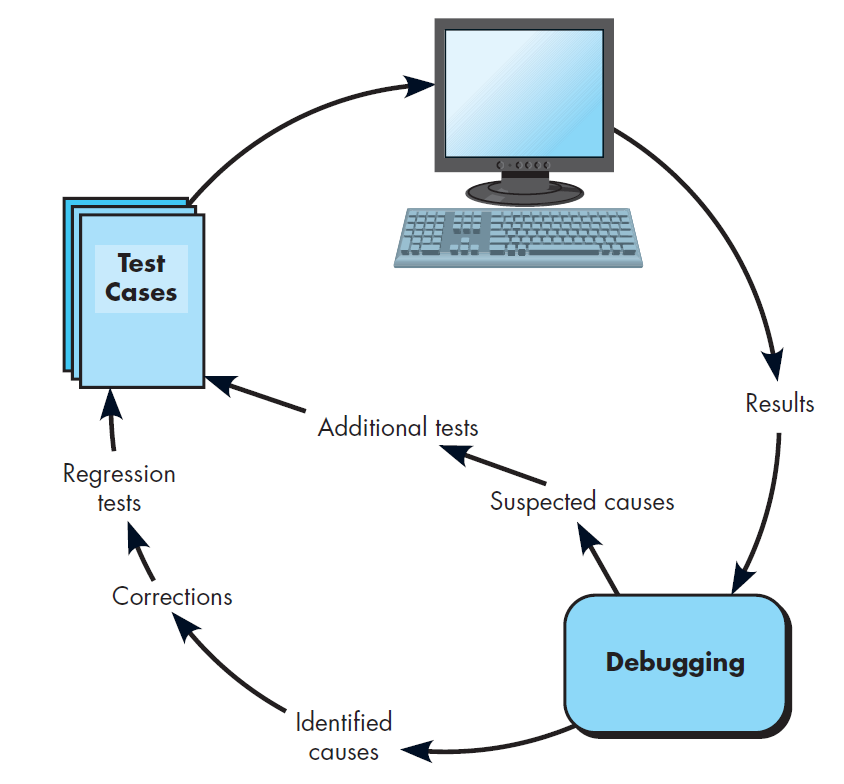 Test
Cases
Results
Additional tests
Regression
tests
Suspected causes
Corrections
Debugging
Identified
causes